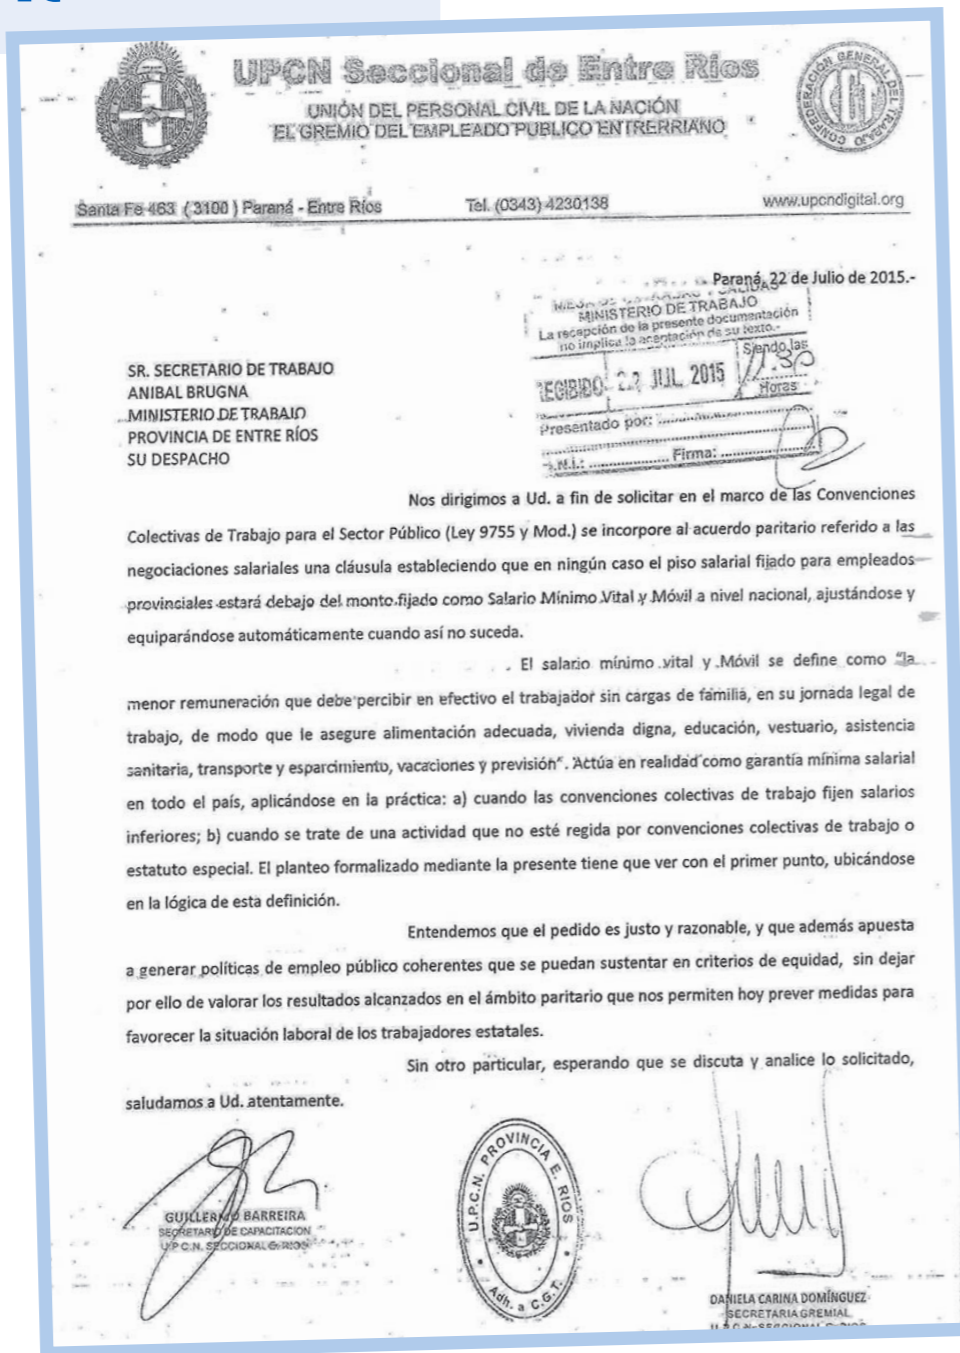 UPCN Seccional de Entre Ríos
UNIÓN DEL PERSONAL CIVIL DE LA NACIÓN
EL GREMIO DEL EMPLEADO PUBLICO ENTRERRIANO
CONFEDERACIÓN GENERAL DEL TRABAJO
CGT
Santa Fe 463 ( 3100 ) Paraná - Entre Ríos Tel. (0343) 4230138 www.upcndigital.org
Paraná, 22 de Julio de 2015.-
MINISTERIO DE TRABAJO
La recepción de la presente documentación
no implica la aceptación de su texto.-
Siendo las
RECIBIDO 22 JUL 2015 11:30
Horas
Presentado por:
Firma:
SR. SECRETARIO DE TRABAJO
ANIBAL BRUGNA
MINISTERIO DE TRABAJO
PROVINCIA DE ENTRE RÍOS
SU DESPACHO
Nos dirigimos a Ud. a fin de solicitar en el marco de las Convenciones
Colectivas de Trabajo para el Sector Público (Ley 9755 y Mod.) se incorpore al acuerdo paritario referido a las
negociaciones salariales una cláusula estableciendo que en ningún caso el piso salarial fijado para empleados
provinciales estará debajo del monto fijado como Salario Mínimo Vital y Móvil a nivel nacional, ajustándose y
equiparándose automáticamente cuando así no suceda.
El salario mínimo vital y Móvil se define como "la
menor remuneración que debe percibir en efectivo el trabajador sin cargas de familia, en su jornada legal de
trabajo, de modo que le asegure alimentación adecuada, vivienda digna, educación, vestuario, asistencia
sanitaria, transporte y esparcimiento, vacaciones y previsión". Actúa en realidad como garantía mínima salarial
en todo el país, aplicándose en la práctica: a) cuando las convenciones colectivas de trabajo fijen salarios
inferiores; b) cuando se trate de una actividad que no esté regida por convenciones colectivas de trabajo o
estatuto especial. El planteo formalizado mediante la presente tiene que ver con el primer punto, ubicándose
en la lógica de esta definición.
Entendemos que el pedido es justo y razonable, y que además apuesta
a generar políticas de empleo público coherentes que se puedan sustentar en criterios de equidad, sin dejar
por ello de valorar los resultados alcanzados en el ámbito paritario que nos permiten hoy prever medidas para
favorecer la situación laboral de los trabajadores estatales.
Sin otro particular, esperando que se discuta y analice lo solicitado,
saludamos a Ud. atentamente.
GUILLERMO BARREIRA
SECRETARIO DE CAPACITACION
U.P.C.N. SECCIONAL E. RIOS
U.P.C.N. PROVINCIA E. RIOS
Adh. a C.G.T.
DANIELA CARINA DOMÍNGUEZ
SECRETARIA GREMIAL
U.P.C.N. SECCIONAL E. RIOS